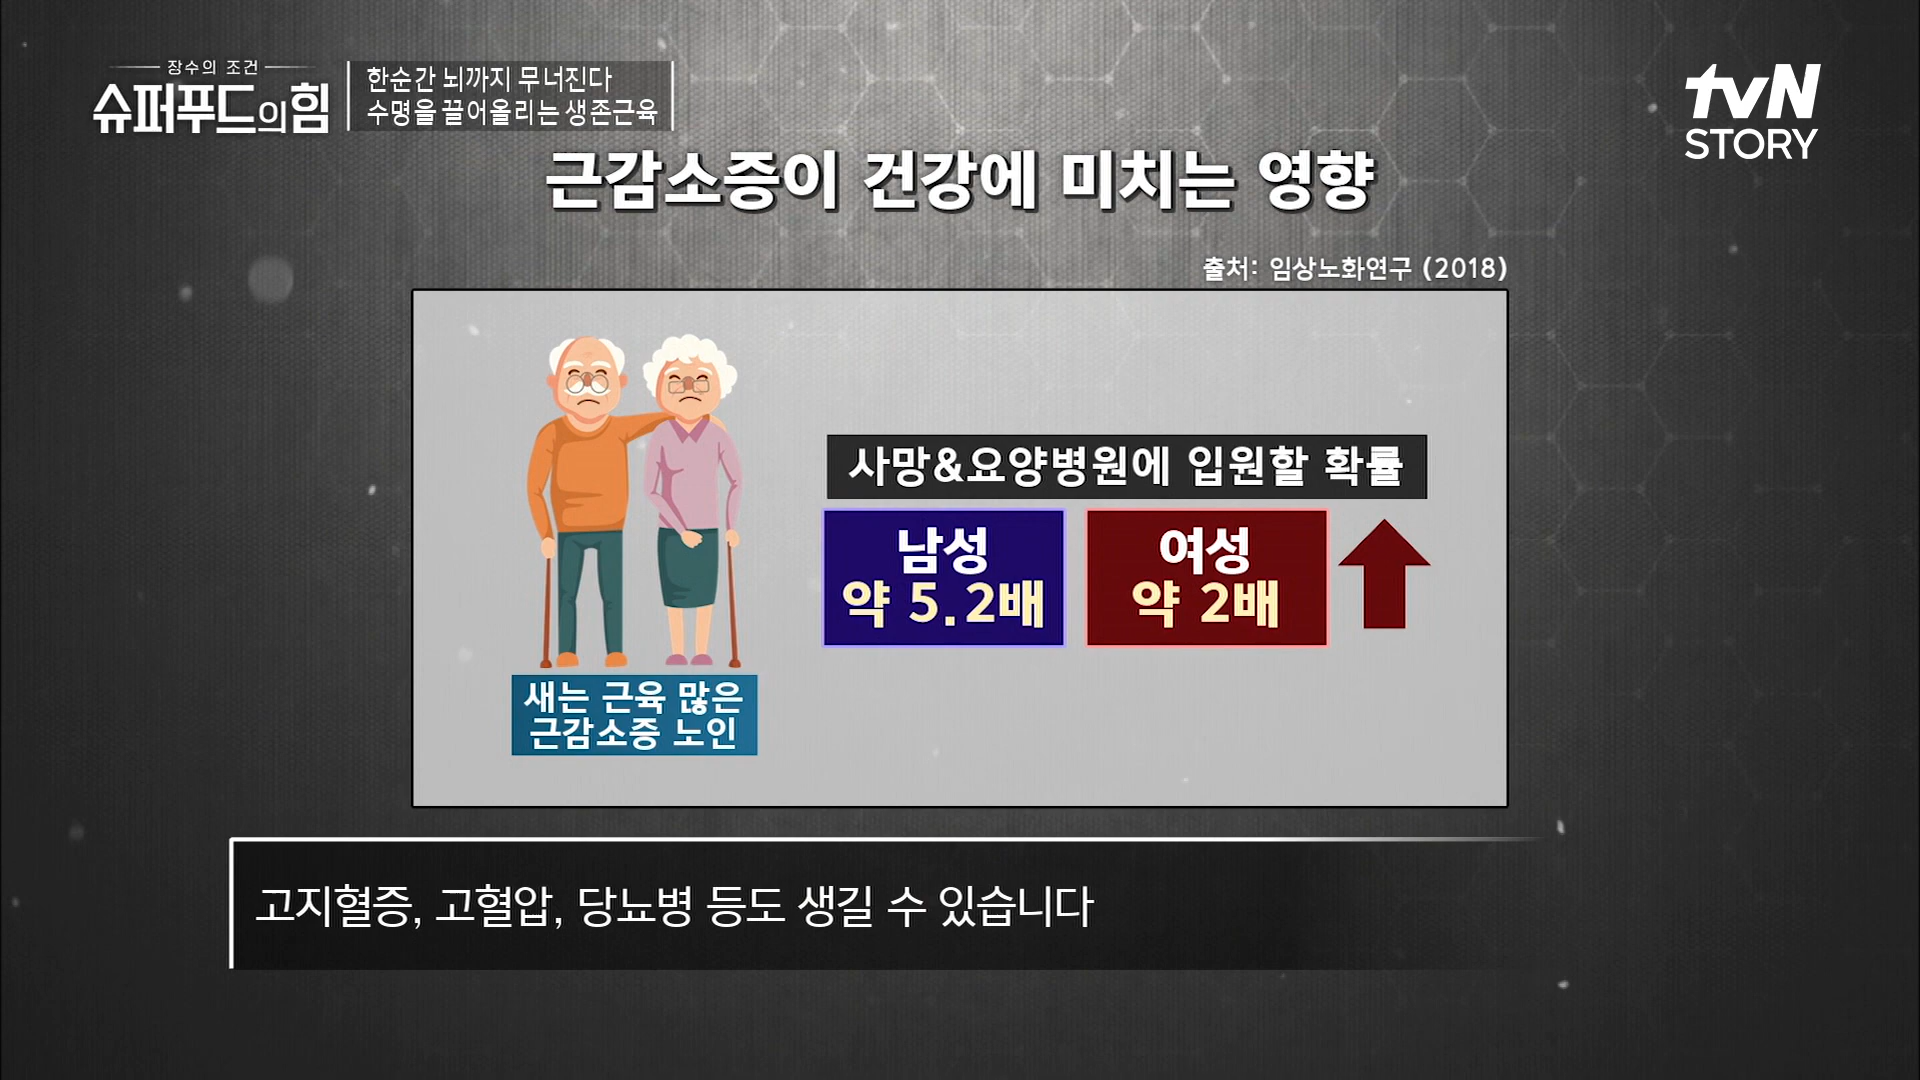 장수의 조건
슈퍼푸드의 힘
한순간 뇌까지 무너진다
수명을 끌어올리는 생존근육
tvN
STORY
근감소증이 건강에 미치는 영향
출처: 임상노화연구 (2018)
사망&요양병원에 입원할 확률
남성
약 5.2배
여성
약 2배
새는 근육 많은
근감소증 노인
고지혈증, 고혈압, 당뇨병 등도 생길 수 있습니다